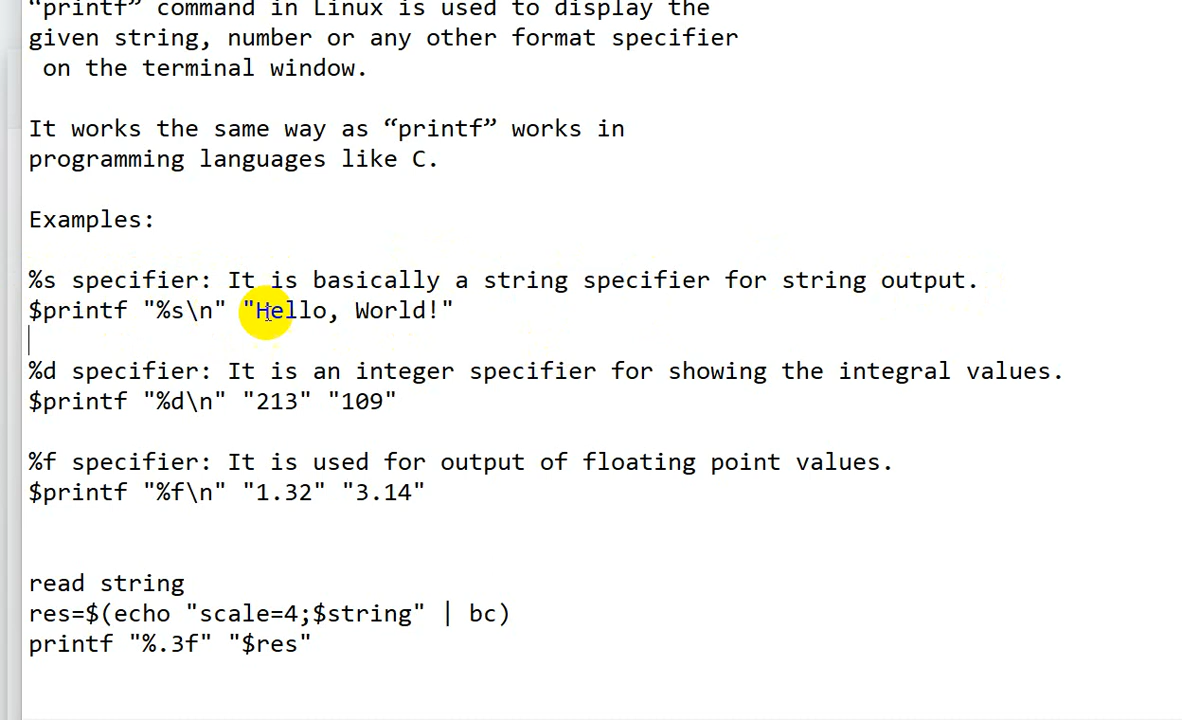 “printf” command in Linux is used to display the
given string, number or any other format specifier
on the terminal window.
It works the same way as “printf” works in
programming languages like C.
Examples:
%s specifier: It is basically a string specifier for string output.
$printf "%s\n" "Hello, World!"
%d specifier: It is an integer specifier for showing the integral values.
$printf "%d\n" "213" "109"
%f specifier: It is used for output of floating point values.
$printf "%f\n" "1.32" "3.14"
read string
res=$(echo "scale=4;$string" | bc)
printf "%.3f" "$res"